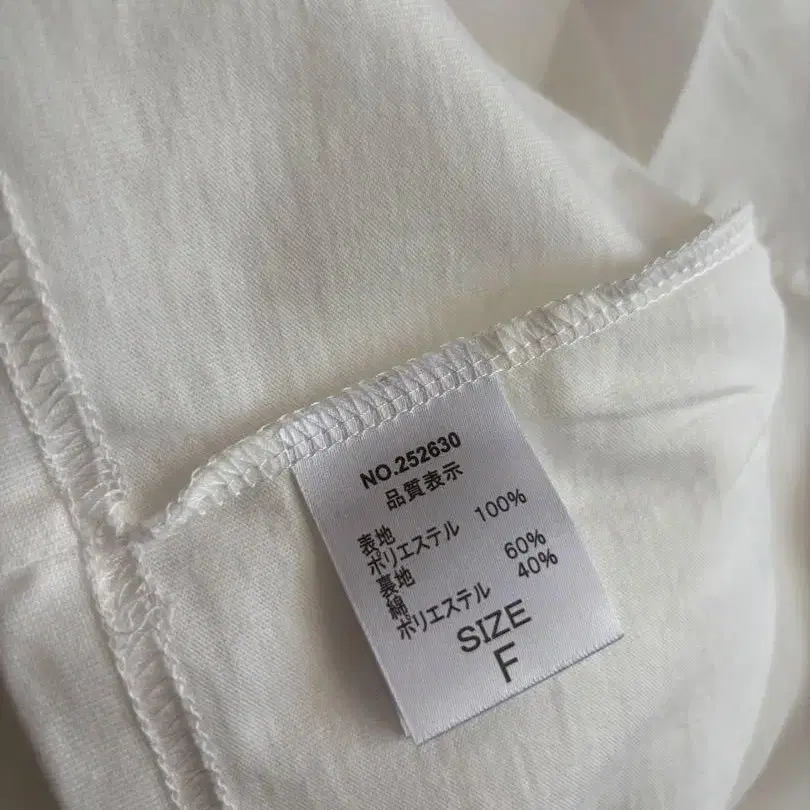 NO.252630
品質表示
表地
ポリエステル 100%
裏地
綿 60%
ポリエステル 40%
SIZE
F